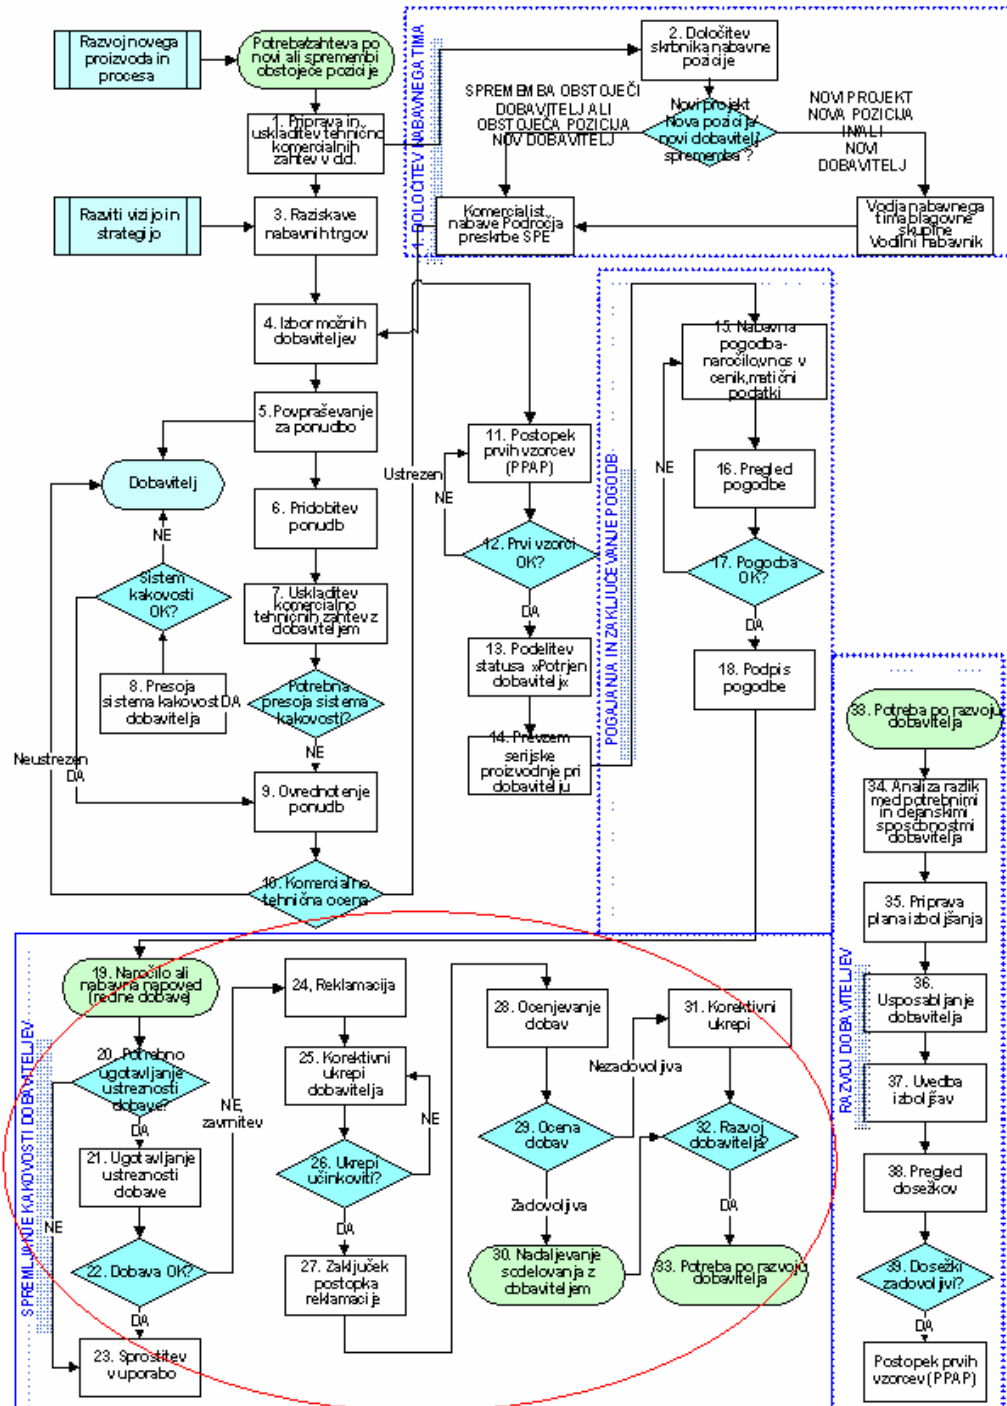 Razvoj novega
proizvoda in
procesa
Potreba/zahteva po
novi ali spremembi
obstoječe pozicije
1. Priprava in
uskladitev tehnično
komercialnih
zahtev v d.d.
Razviti vizijo in
strategijo
3. Raziskave
nabavnih trgov
4. Izbor možnih
dobaviteljev
5. Povpraševanje
za ponudbo
Dobavitelj
6. Pridobitev
ponudb
NE
Sistem
kakovosti
OK?
7. Uskladitev
komercialno
tehničnih zahtev z
dobaviteljem
8. Presoja
sistema kakovosti
dobavitelja
DA
Potrebna
presoja sistema
kakovosti?
NE
Neustrezen
DA
9. Ovrednotenje
ponudb
10. Komercialno
tehnična ocena
Ustrezen
1. DOLOČITEV NABAVNEGA TIMA
2. Določitev
skrbnika nabavne
pozicije
SPREMEMBA OBSTOJEČI
DOBAVITELJ ALI
OBSTOJEČA POZICIJA
NOV DOBAVITELJ
Novi projekt
Nova pozicija/
novi dobavitelj/
sprememba ?
NOVI PROJEKT
NOVA POZICIJA
IN/ALI
NOVI
DOBAVITELJ
Komercialist
nabave Področja
preskrbe SPE
Vodja nabavnega
tima blagovne
skupine
Vodilni nabavnik
11. Postopek
prvih vzorcev
(PPAP)
NE
12. Prvi vzorci
OK?
DA
13. Podelitev
statusa »Potrjen
dobavitelj«
14. Prevzem
serijske
proizvodnje pri
dobavitelju
POGAJANJA IN ZAKLJUČEVANJE POGODB
15. Nabavna
pogodba-
naročilo,vnos v
cenik,matični
podatki
NE
16. Pregled
pogodbe
17. Pogodba
OK?
DA
18. Podpis
pogodbe
SPREMLJANJE KAKOVOSTI DOBAVITELJEV
19. Naročilo ali
nabavna napoved
(redne dobave)
20. Potrebno
ugotavljanje
ustreznosti
dobave?
DA
21. Ugotavljanje
ustreznosti
dobave
NE
22. Dobava OK?
DA
23. Sprostitev
v uporabo
NE,
zavrnitev
24, Reklamacija
25. Korektivni
ukrepi
dobavitelja
NE
26. Ukrepi
učinkoviti?
DA
27. Zaključek
postopka
reklamacije
28. Ocenjevanje
dobav
Nezadovoljiva
29. Ocena
dobav
Zadovoljiva
30. Nadaljevanje
sodelovanja z
dobaviteljem
31. Korektivni
ukrepi
32. Razvoj
dobavitelja?
DA
33. Potreba po razvoju
dobavitelja
RAZVOJ DOBAVITELJEV
33. Potreba po razvoju
dobavitelja
34. Analiza razlik
med potrebnimi
in dejanskimi
sposobnostmi
dobavitelja
35. Priprava
plana izboljšanja
36.
Usposabljanje
dobavitelja
37. Uvedba
izboljšav
38. Pregled
dosežkov
39. Dosežki
zadovoljivi?
DA
Postopek prvih
vzorcev (PPAP)